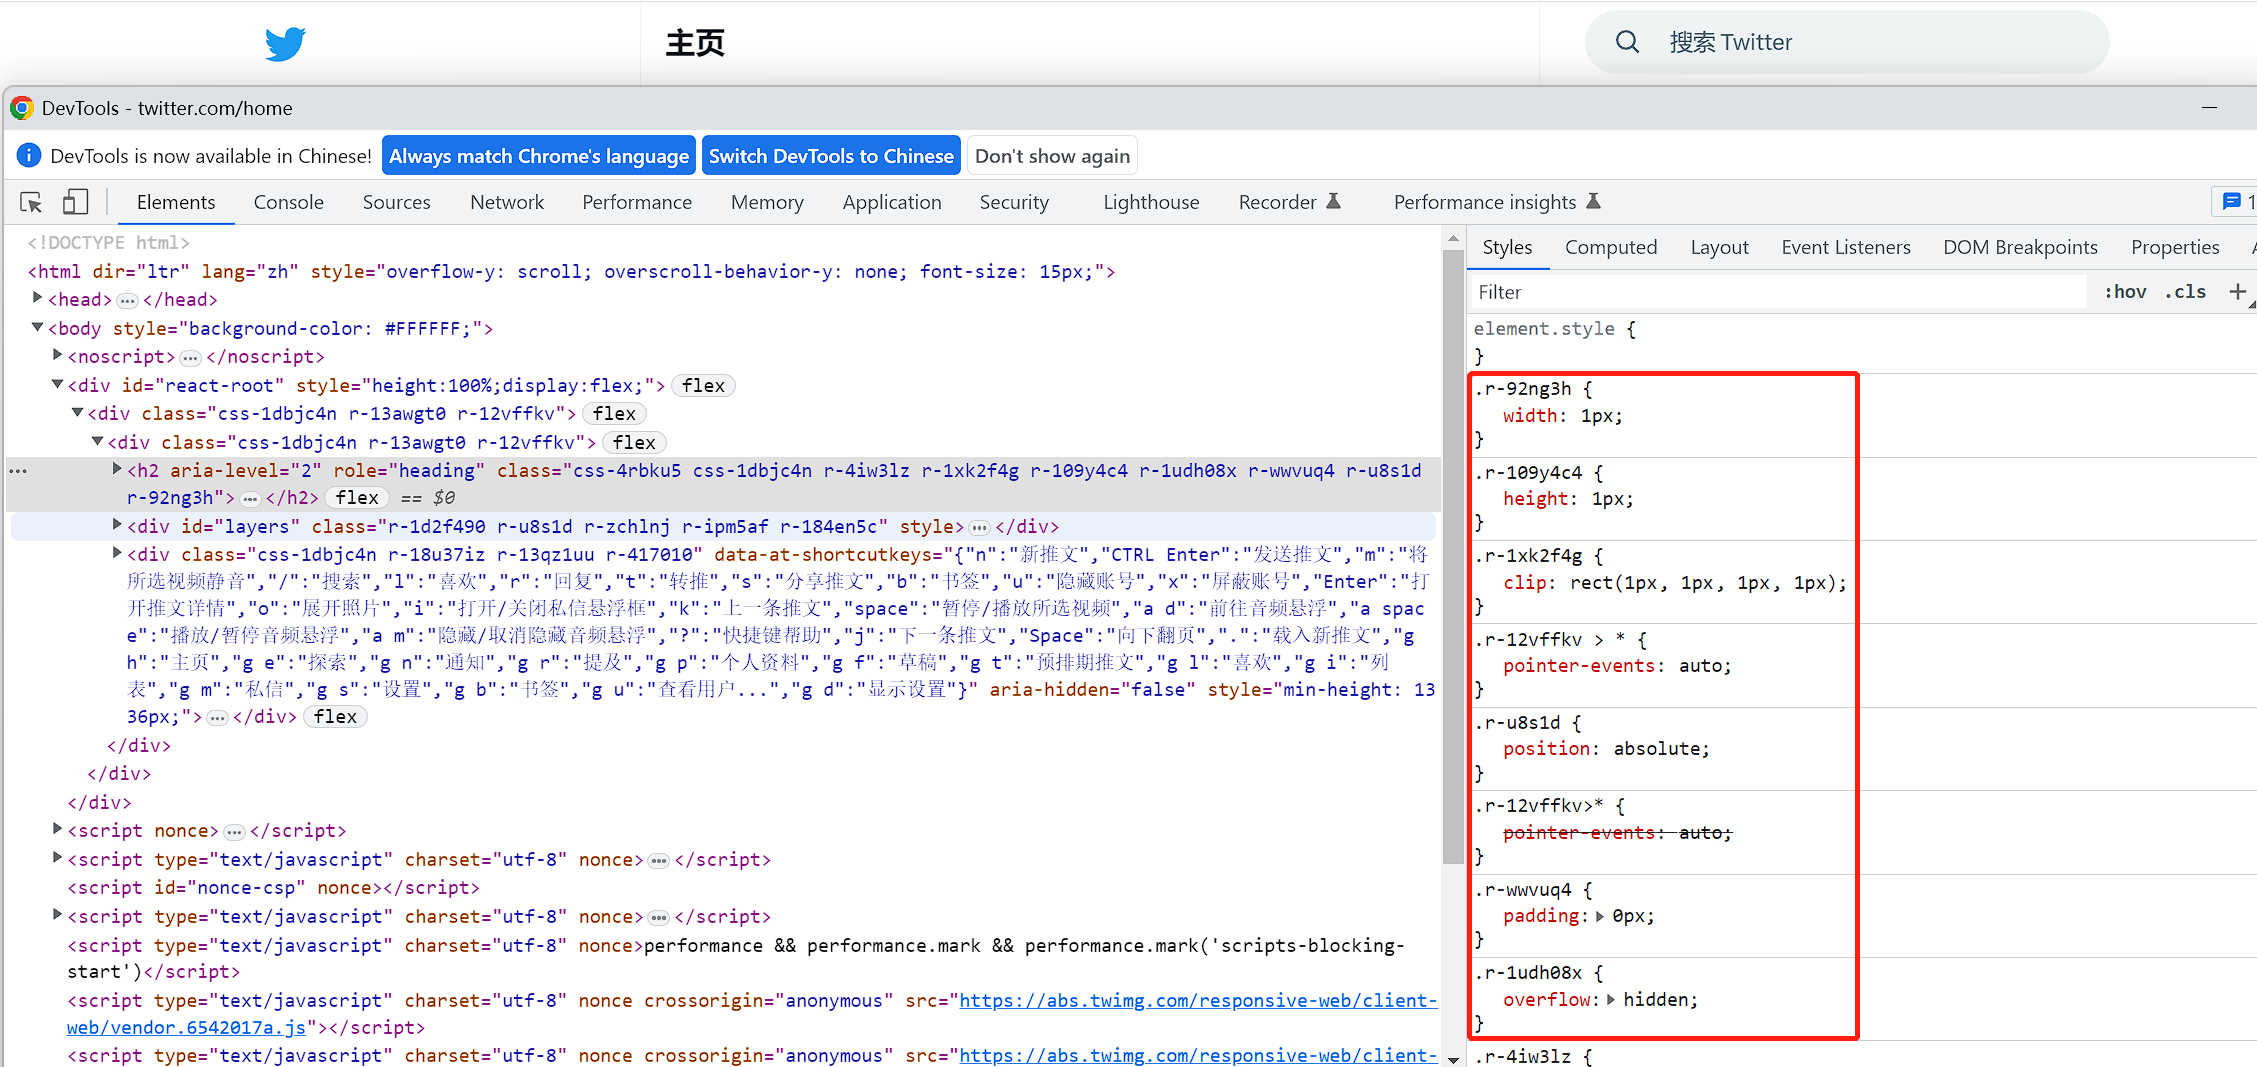 主页
搜索 Twitter
DevTools - twitter.com/home
DevTools is now available in Chinese! Always match Chrome's language Switch DevTools to Chinese Don't show again
Elements Console Sources Network Performance Memory Application Security Lighthouse Recorder Performance insights 1
<!DOCTYPE html>
<html dir="ltr" lang="zh" style="overflow-y: scroll; overscroll-behavior-y: none; font-size: 15px;">
<head>…</head>
<body style="background-color: #FFFFFF;">
<noscript>…</noscript>
<div id="react-root" style="height:100%;display:flex;"> flex
<div class="css-1dbjc4n r-13awgt0 r-12vffkv"> flex
<div class="css-1dbjc4n r-13awgt0 r-12vffkv"> flex
<h2 aria-level="2" role="heading" class="css-4rbku5 css-1dbjc4n r-4iw3lz r-1xk2f4g r-109y4c4 r-1udh08x r-wwvuq4 r-u8s1d
r-92ng3h">…</h2> flex == $0
<div id="layers" class="r-1d2f490 r-u8s1d r-zchlnj r-ipm5af r-184en5c" style>…</div>
<div class="css-1dbjc4n r-18u37iz r-13qz1uu r-417010" data-at-shortcutkeys="{"n":"新推文","CTRL Enter":"发送推文","m":"将
所选视频静音","/":"搜索","l":"喜欢","r":"回复","t":"转推","s":"分享推文","b":"书签","u":"隐藏账号","x":"屏蔽账号","Enter":"打
开推文详情","o":"展开照片","i":"打开/关闭私信悬浮框","k":"上一条推文","space":"暂停/播放所选视频","a d":"前往音频悬浮","a spac
e":"播放/暂停音频悬浮","a m":"隐藏/取消隐藏音频悬浮","?":"快捷键帮助","j":"下一条推文","Space":"向下翻页",".":"载入新推文","g
h":"主页","g e":"探索","g n":"通知","g r":"提及","g p":"个人资料","g f":"草稿","g t":"预排期推文","g l":"喜欢","g i":"列
表","g m":"私信","g s":"设置","g b":"书签","g u":"查看用户...","g d":"显示设置"}" aria-hidden="false" style="min-height: 13
36px;">…</div> flex
</div>
</div>
</div>
<script nonce>…</script>
<script type="text/javascript" charset="utf-8" nonce>…</script>
<script id="nonce-csp" nonce></script>
<script type="text/javascript" charset="utf-8" nonce>…</script>
<script type="text/javascript" charset="utf-8" nonce>performance && performance.mark && performance.mark('scripts-blocking-
start')</script>
<script type="text/javascript" charset="utf-8" nonce crossorigin="anonymous" src="https://abs.twimg.com/responsive-web/client-
web/vendor.6542017a.js"></script>
<script type="text/javascript" charset="utf-8" nonce crossorigin="anonymous" src="https://abs.twimg.com/responsive-web/client-
Styles Computed Layout Event Listeners DOM Breakpoints Properties
Filter :hov .cls +
element.style {
}
.r-92ng3h {
width: 1px;
}
.r-109y4c4 {
height: 1px;
}
.r-1xk2f4g {
clip: rect(1px, 1px, 1px, 1px);
}
.r-12vffkv > * {
pointer-events: auto;
}
.r-u8s1d {
position: absolute;
}
.r-12vffkv>* {
pointer-events: auto;
}
.r-wwvuq4 {
padding: 0px;
}
.r-1udh08x {
overflow: hidden;
}
.r-4iw3lz {